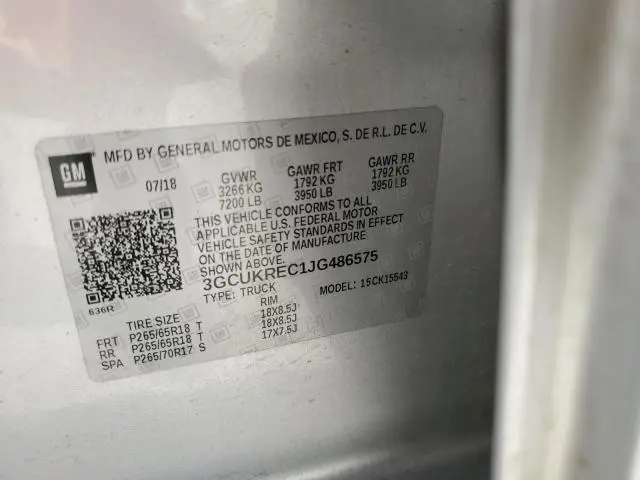 GM
MFD BY GENERAL MOTORS DE MEXICO, S. DE R.L. DE C.V.
07/18 GVWR GAWR FRT GAWR RR
3266 KG 1792 KG 1792 KG
7200 LB 3950 LB 3950 LB
THIS VEHICLE CONFORMS TO ALL
APPLICABLE U.S. FEDERAL MOTOR
VEHICLE SAFETY STANDARDS IN EFFECT
ON THE DATE OF MANUFACTURE
SHOWN ABOVE.
3GCUKREC1JG486575
TYPE: TRUCK MODEL: 15CK15543
636R
TIRE SIZE RIM
FRT P265/65R18 T 18X8.5J
RR P265/65R18 T 18X8.5J
SPA P265/70R17 S 17X7.5J